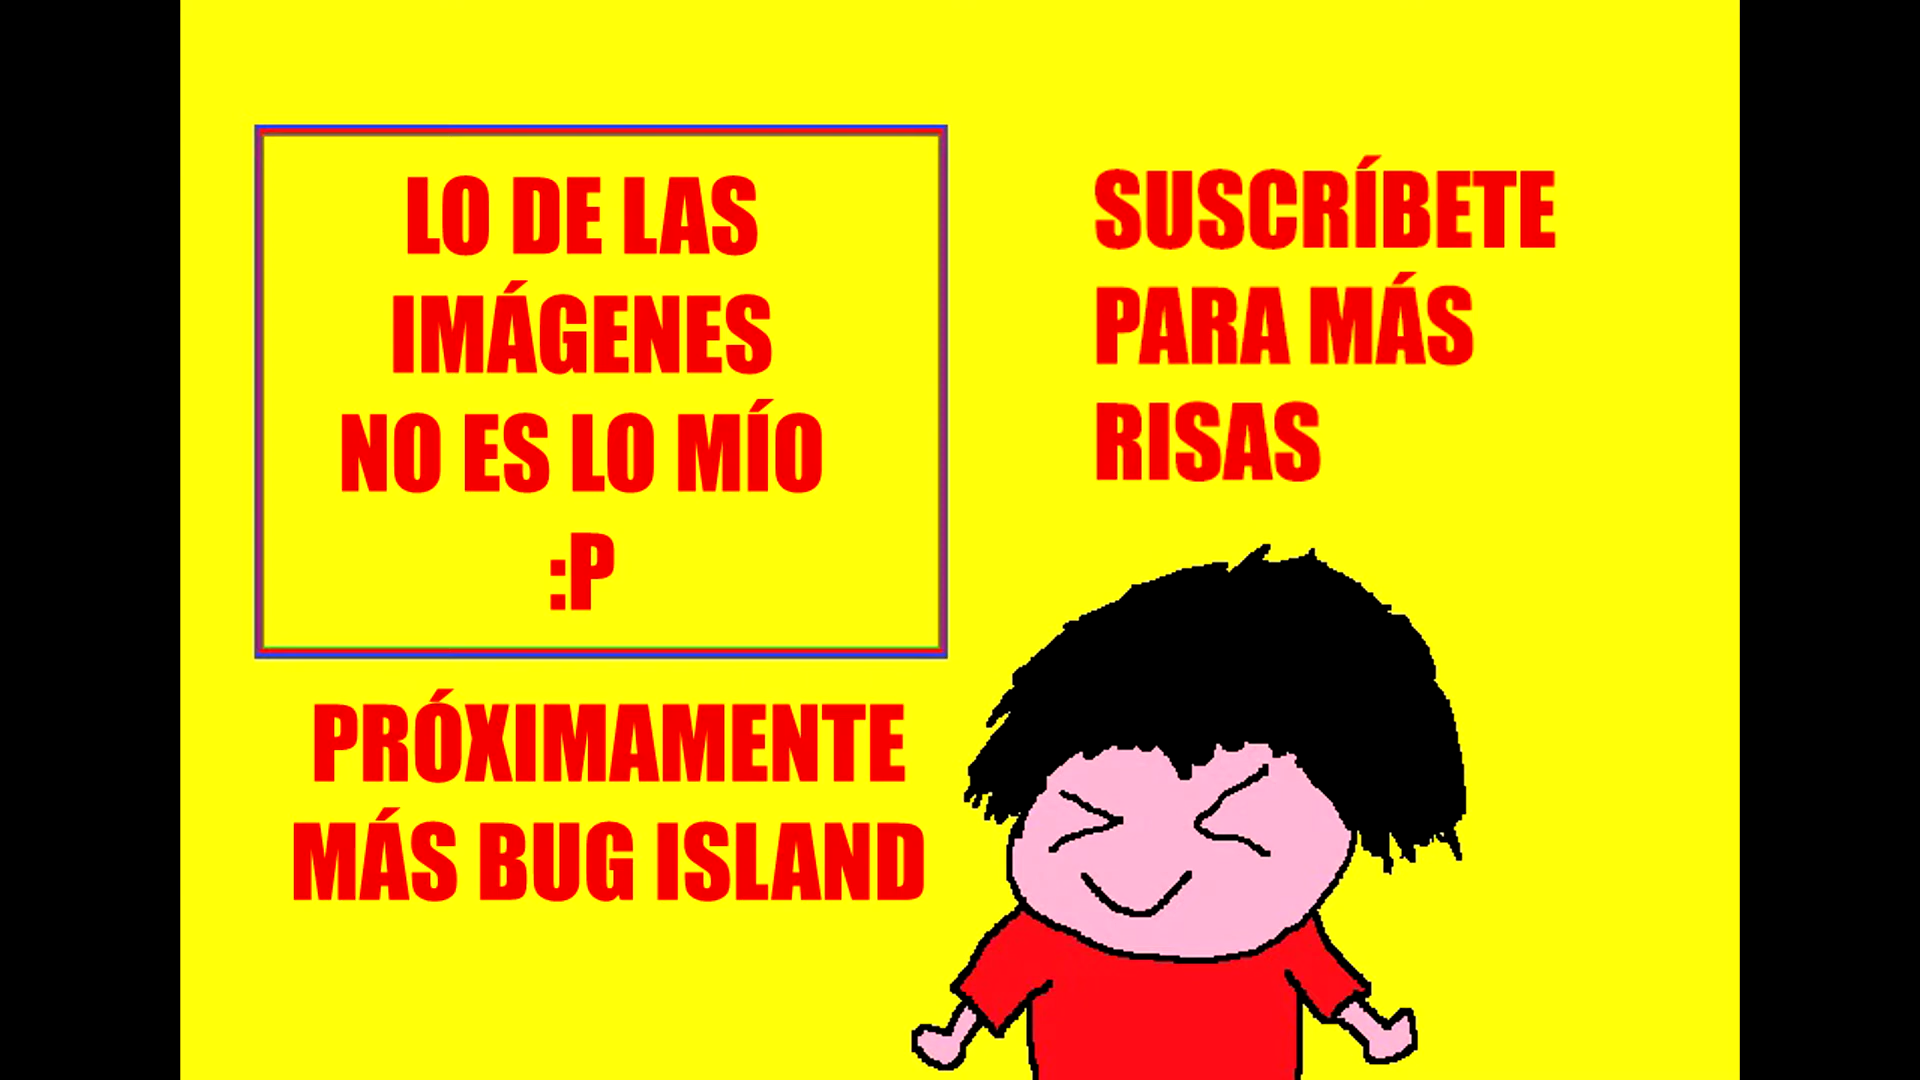 LO DE LAS
IMÁGENES
NO ES LO MÍO
:P
SUSCRÍBETE
PARA MÁS
RISAS
PRÓXIMAMENTE
MÁS BUG ISLAND